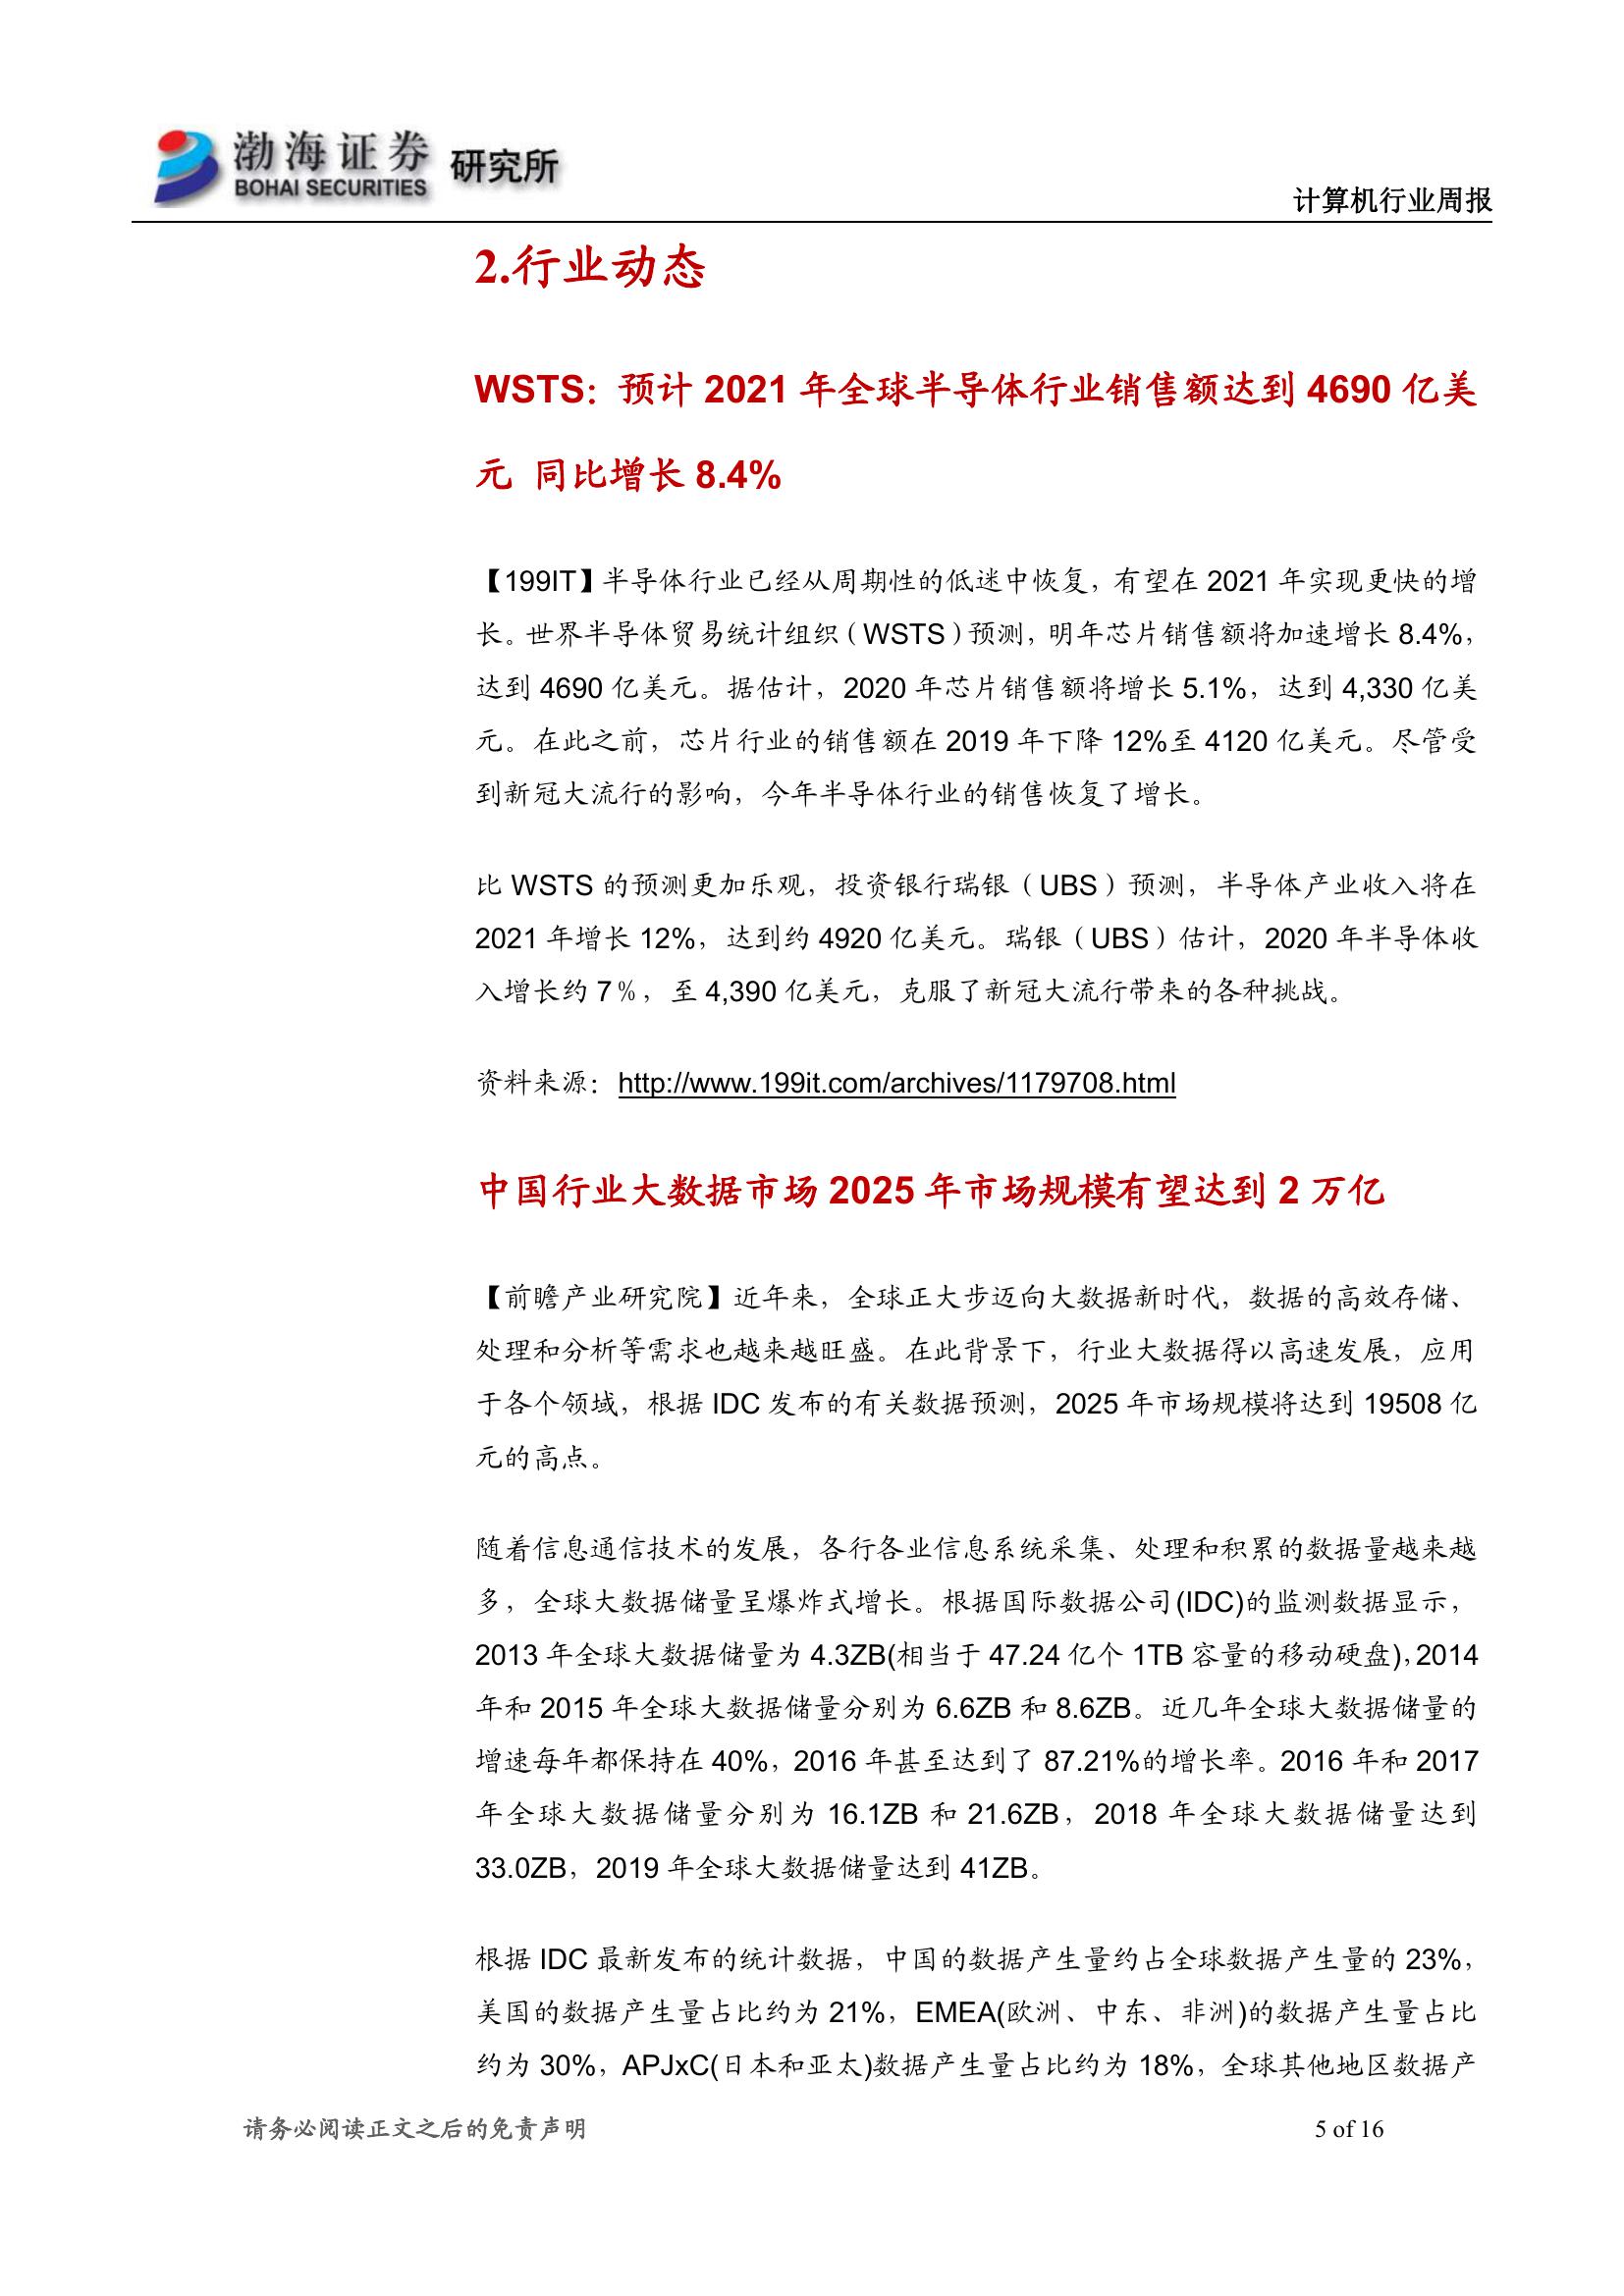 渤海证券 研究所
BOHAI SECURITIES
计算机行业周报
2.行业动态
WSTS：预计 2021 年全球半导体行业销售额达到 4690 亿美
元 同比增长 8.4%
【199IT】半导体行业已经从周期性的低迷中恢复，有望在 2021 年实现更快的增
长。世界半导体贸易统计组织（WSTS）预测，明年芯片销售额将加速增长 8.4%，
达到 4690 亿美元。据估计，2020 年芯片销售额将增长 5.1%，达到 4,330 亿美
元。在此之前，芯片行业的销售额在 2019 年下降 12%至 4120 亿美元。尽管受
到新冠大流行的影响，今年半导体行业的销售恢复了增长。
比 WSTS 的预测更加乐观，投资银行瑞银（UBS）预测，半导体产业收入将在
2021 年增长 12%，达到约 4920 亿美元。瑞银（UBS）估计，2020 年半导体收
入增长约 7％，至 4,390 亿美元，克服了新冠大流行带来的各种挑战。
资料来源：http://www.199it.com/archives/1179708.html
中国行业大数据市场 2025 年市场规模有望达到 2 万亿
【前瞻产业研究院】近年来，全球正大步迈向大数据新时代，数据的高效存储、
处理和分析等需求也越来越旺盛。在此背景下，行业大数据得以高速发展，应用
于各个领域，根据 IDC 发布的有关数据预测，2025 年市场规模将达到 19508 亿
元的高点。
随着信息通信技术的发展，各行各业信息系统采集、处理和积累的数据量越来越
多，全球大数据储量呈爆炸式增长。根据国际数据公司(IDC)的监测数据显示，
2013 年全球大数据储量为 4.3ZB(相当于 47.24 亿个 1TB 容量的移动硬盘)，2014
年和 2015 年全球大数据储量分别为 6.6ZB 和 8.6ZB。近几年全球大数据储量的
增速每年都保持在 40%，2016 年甚至达到了 87.21%的增长率。2016 年和 2017
年全球大数据储量分别为 16.1ZB 和 21.6ZB，2018 年全球大数据储量达到
33.0ZB，2019 年全球大数据储量达到 41ZB。
根据 IDC 最新发布的统计数据，中国的数据产生量约占全球数据产生量的 23%，
美国的数据产生量占比约为 21%，EMEA(欧洲、中东、非洲)的数据产生量占比
约为 30%，APJxC(日本和亚太)数据产生量占比约为 18%，全球其他地区数据产
请务必阅读正文之后的免责声明
5 of 16